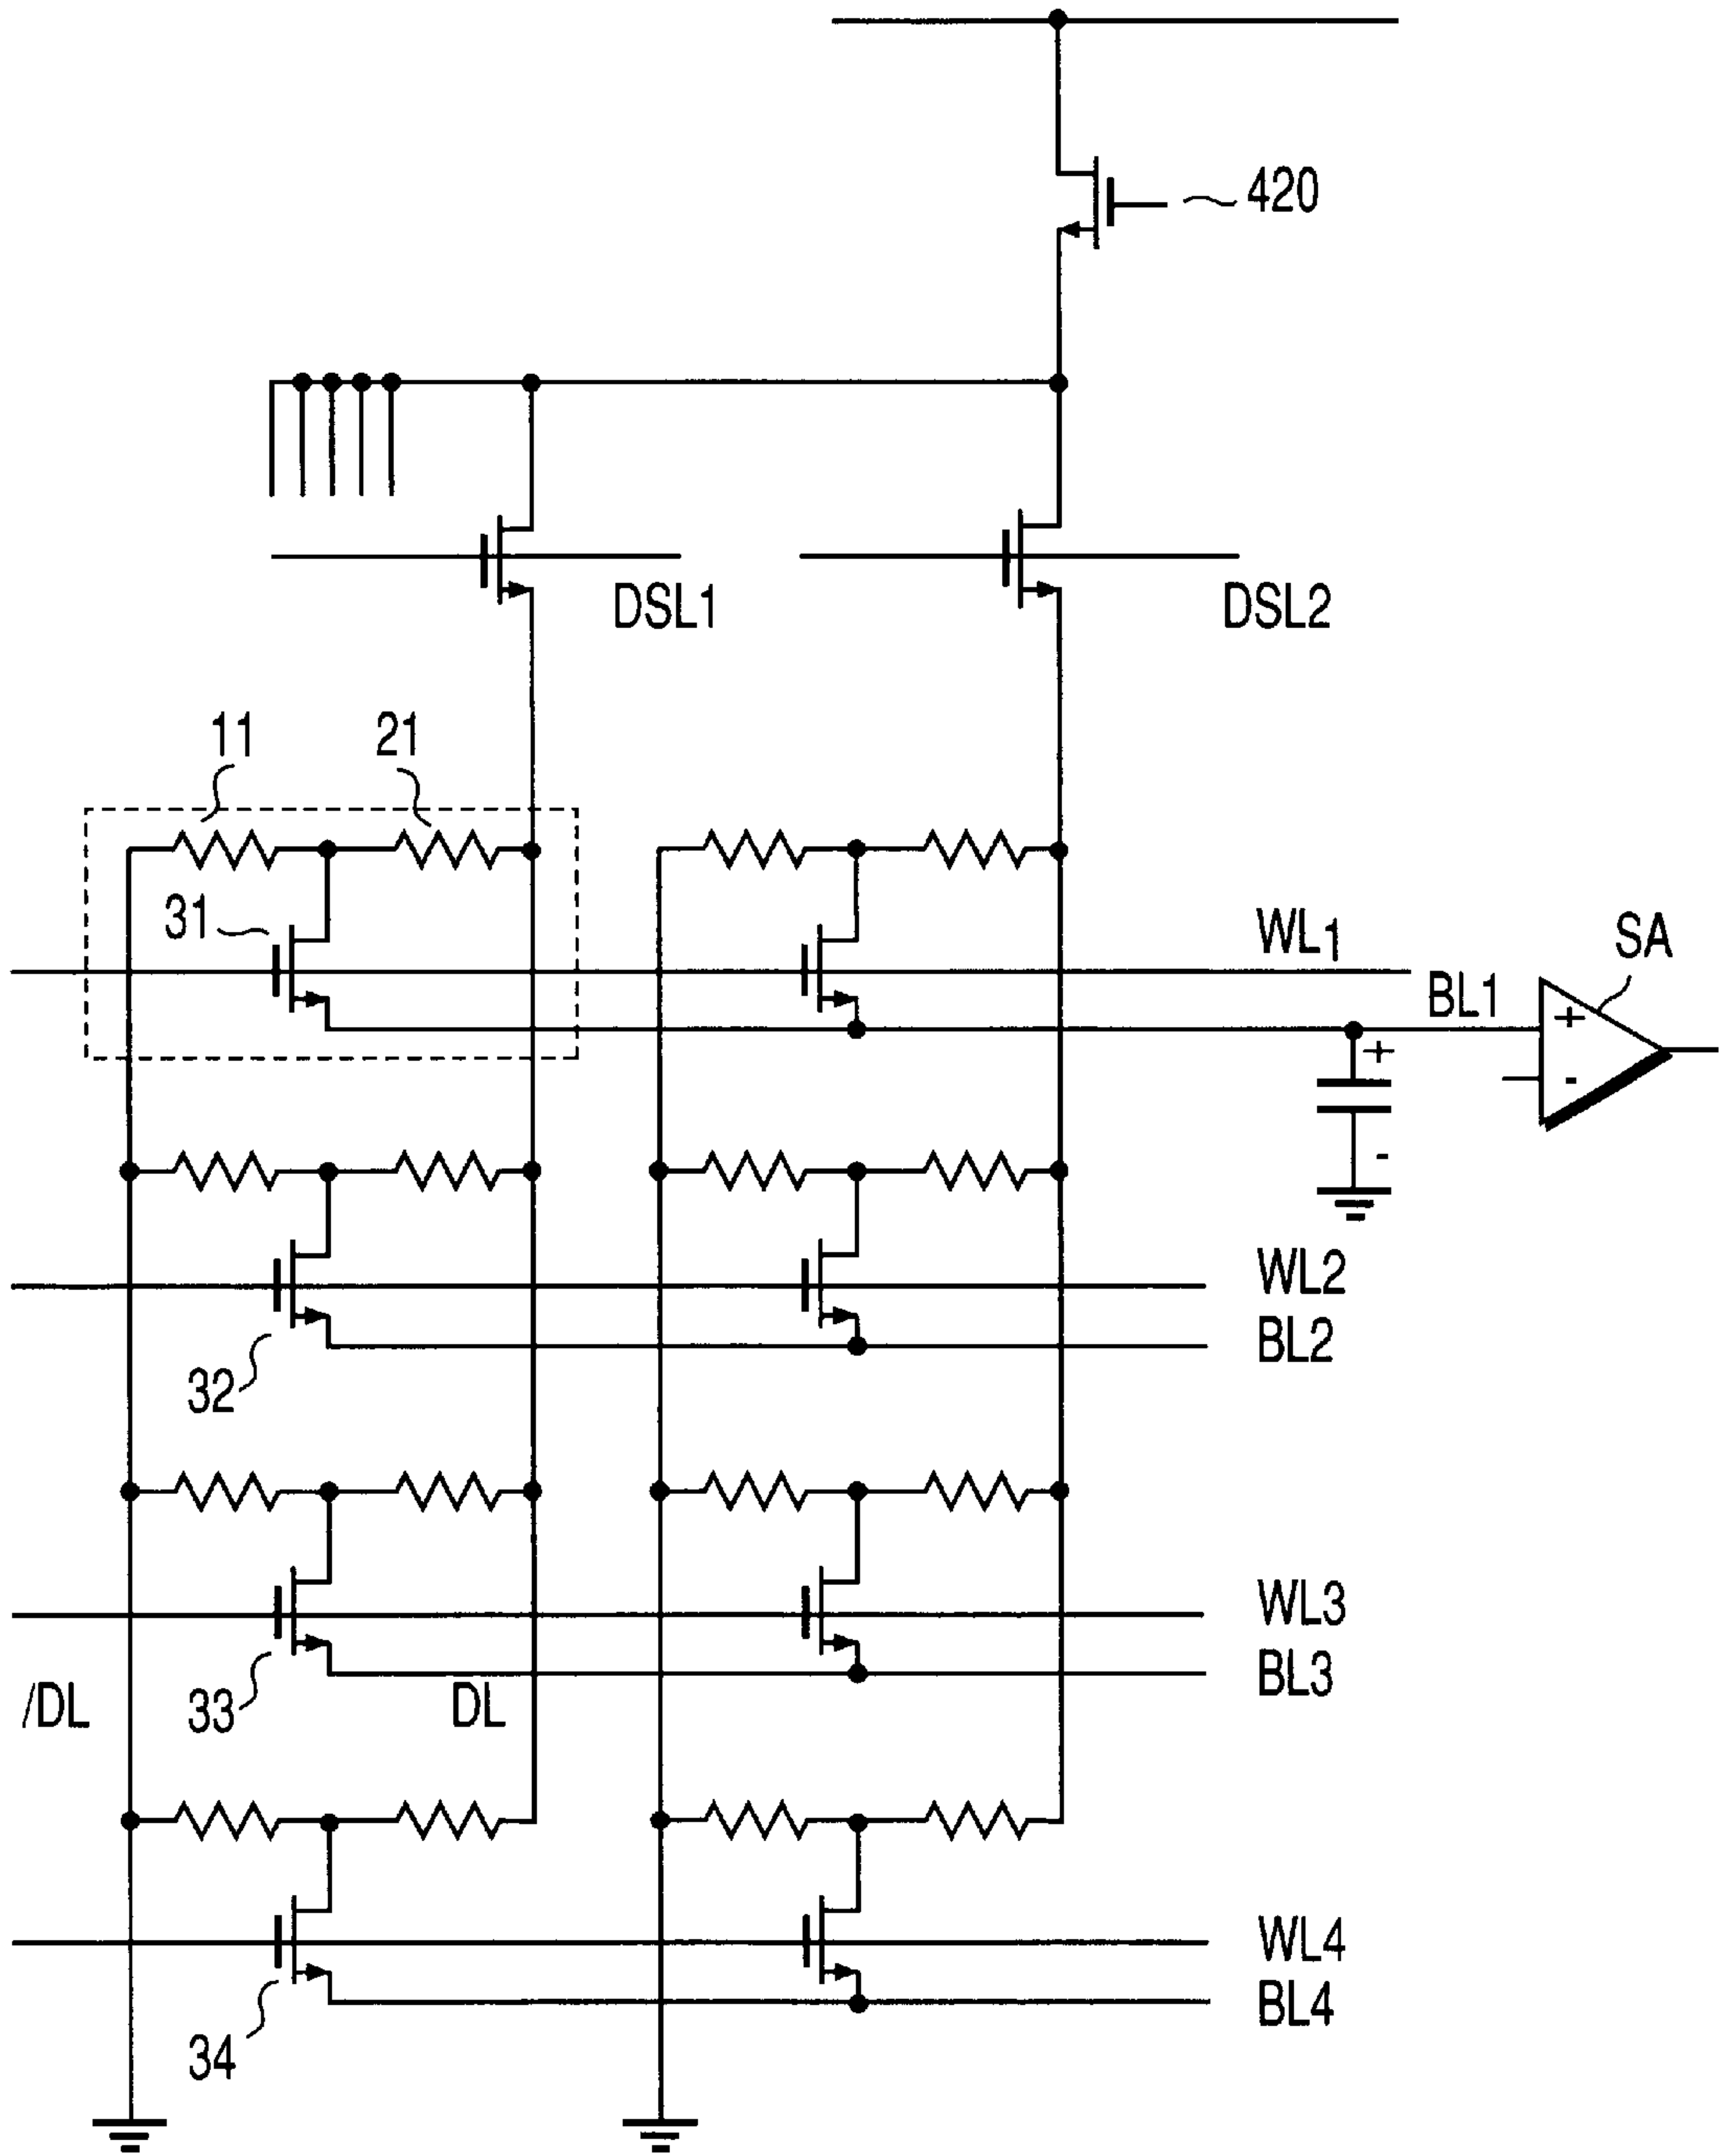 420
DSL1
DSL2
11
21
31
WL1
SA
BL1
+
+
-
-
WL2
BL2
32
WL3
BL3
/DL
33
DL
WL4
BL4
34